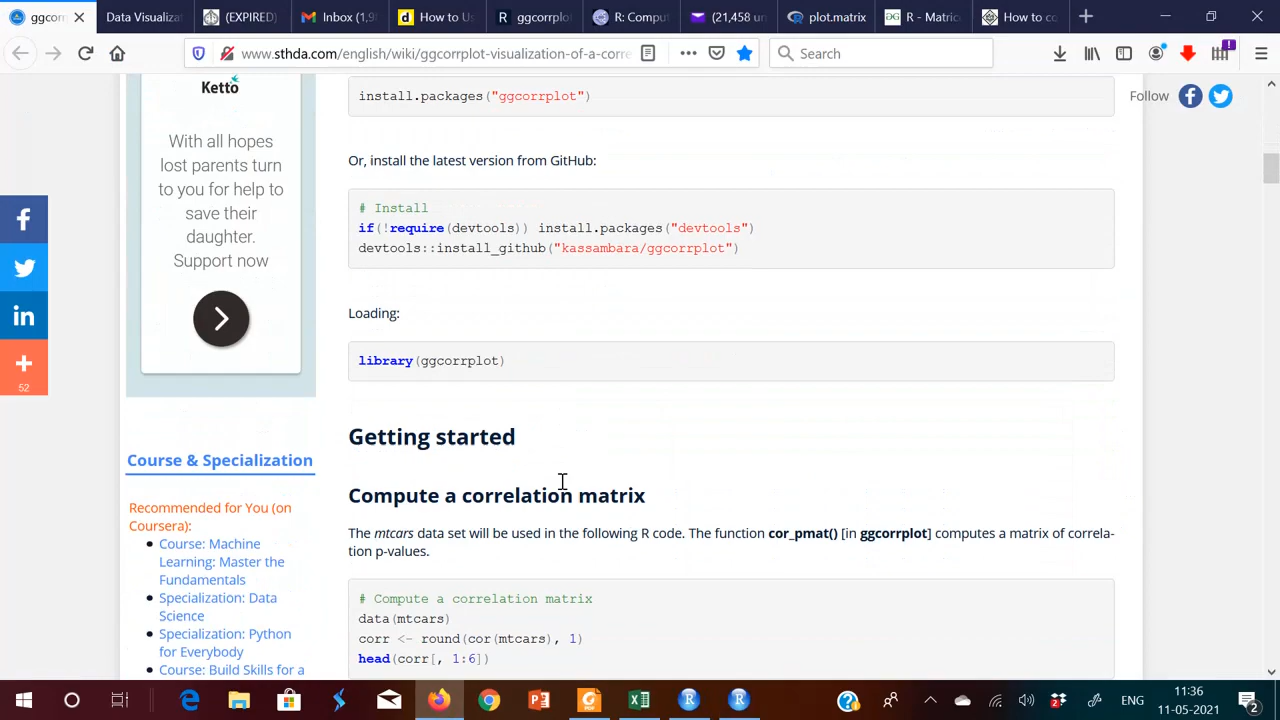 ggcorr
Data Visualiza
(EXPIRED)
Inbox (1,9
How to Us
ggcorrplot
R: Comput
(21,458 un
plot.matrix
R - Matric
How to co
www.sthda.com/english/wiki/ggcorrplot-visualization-of-a-corre
Search
Ketto
With all hopes
lost parents turn
to you for help to
save their
daughter.
Support now
52
Course & Specialization
Recommended for You (on
Coursera):
Course: Machine
Learning: Master the
Fundamentals
Specialization: Data
Science
Specialization: Python
for Everybody
Course: Build Skills for a
install.packages("ggcorrplot")
Or, install the latest version from GitHub:
# Install
if(!require(devtools)) install.packages("devtools")
devtools::install_github("kassambara/ggcorrplot")
Loading:
library(ggcorrplot)
Getting started
Compute a correlation matrix
The mtcars data set will be used in the following R code. The function cor_pmat() [in ggcorrplot] computes a matrix of correla-
tion p-values.
# Compute a correlation matrix
data(mtcars)
corr <- round(cor(mtcars), 1)
head(corr[, 1:6])
Follow
ENG
11:36
11-05-2021
2